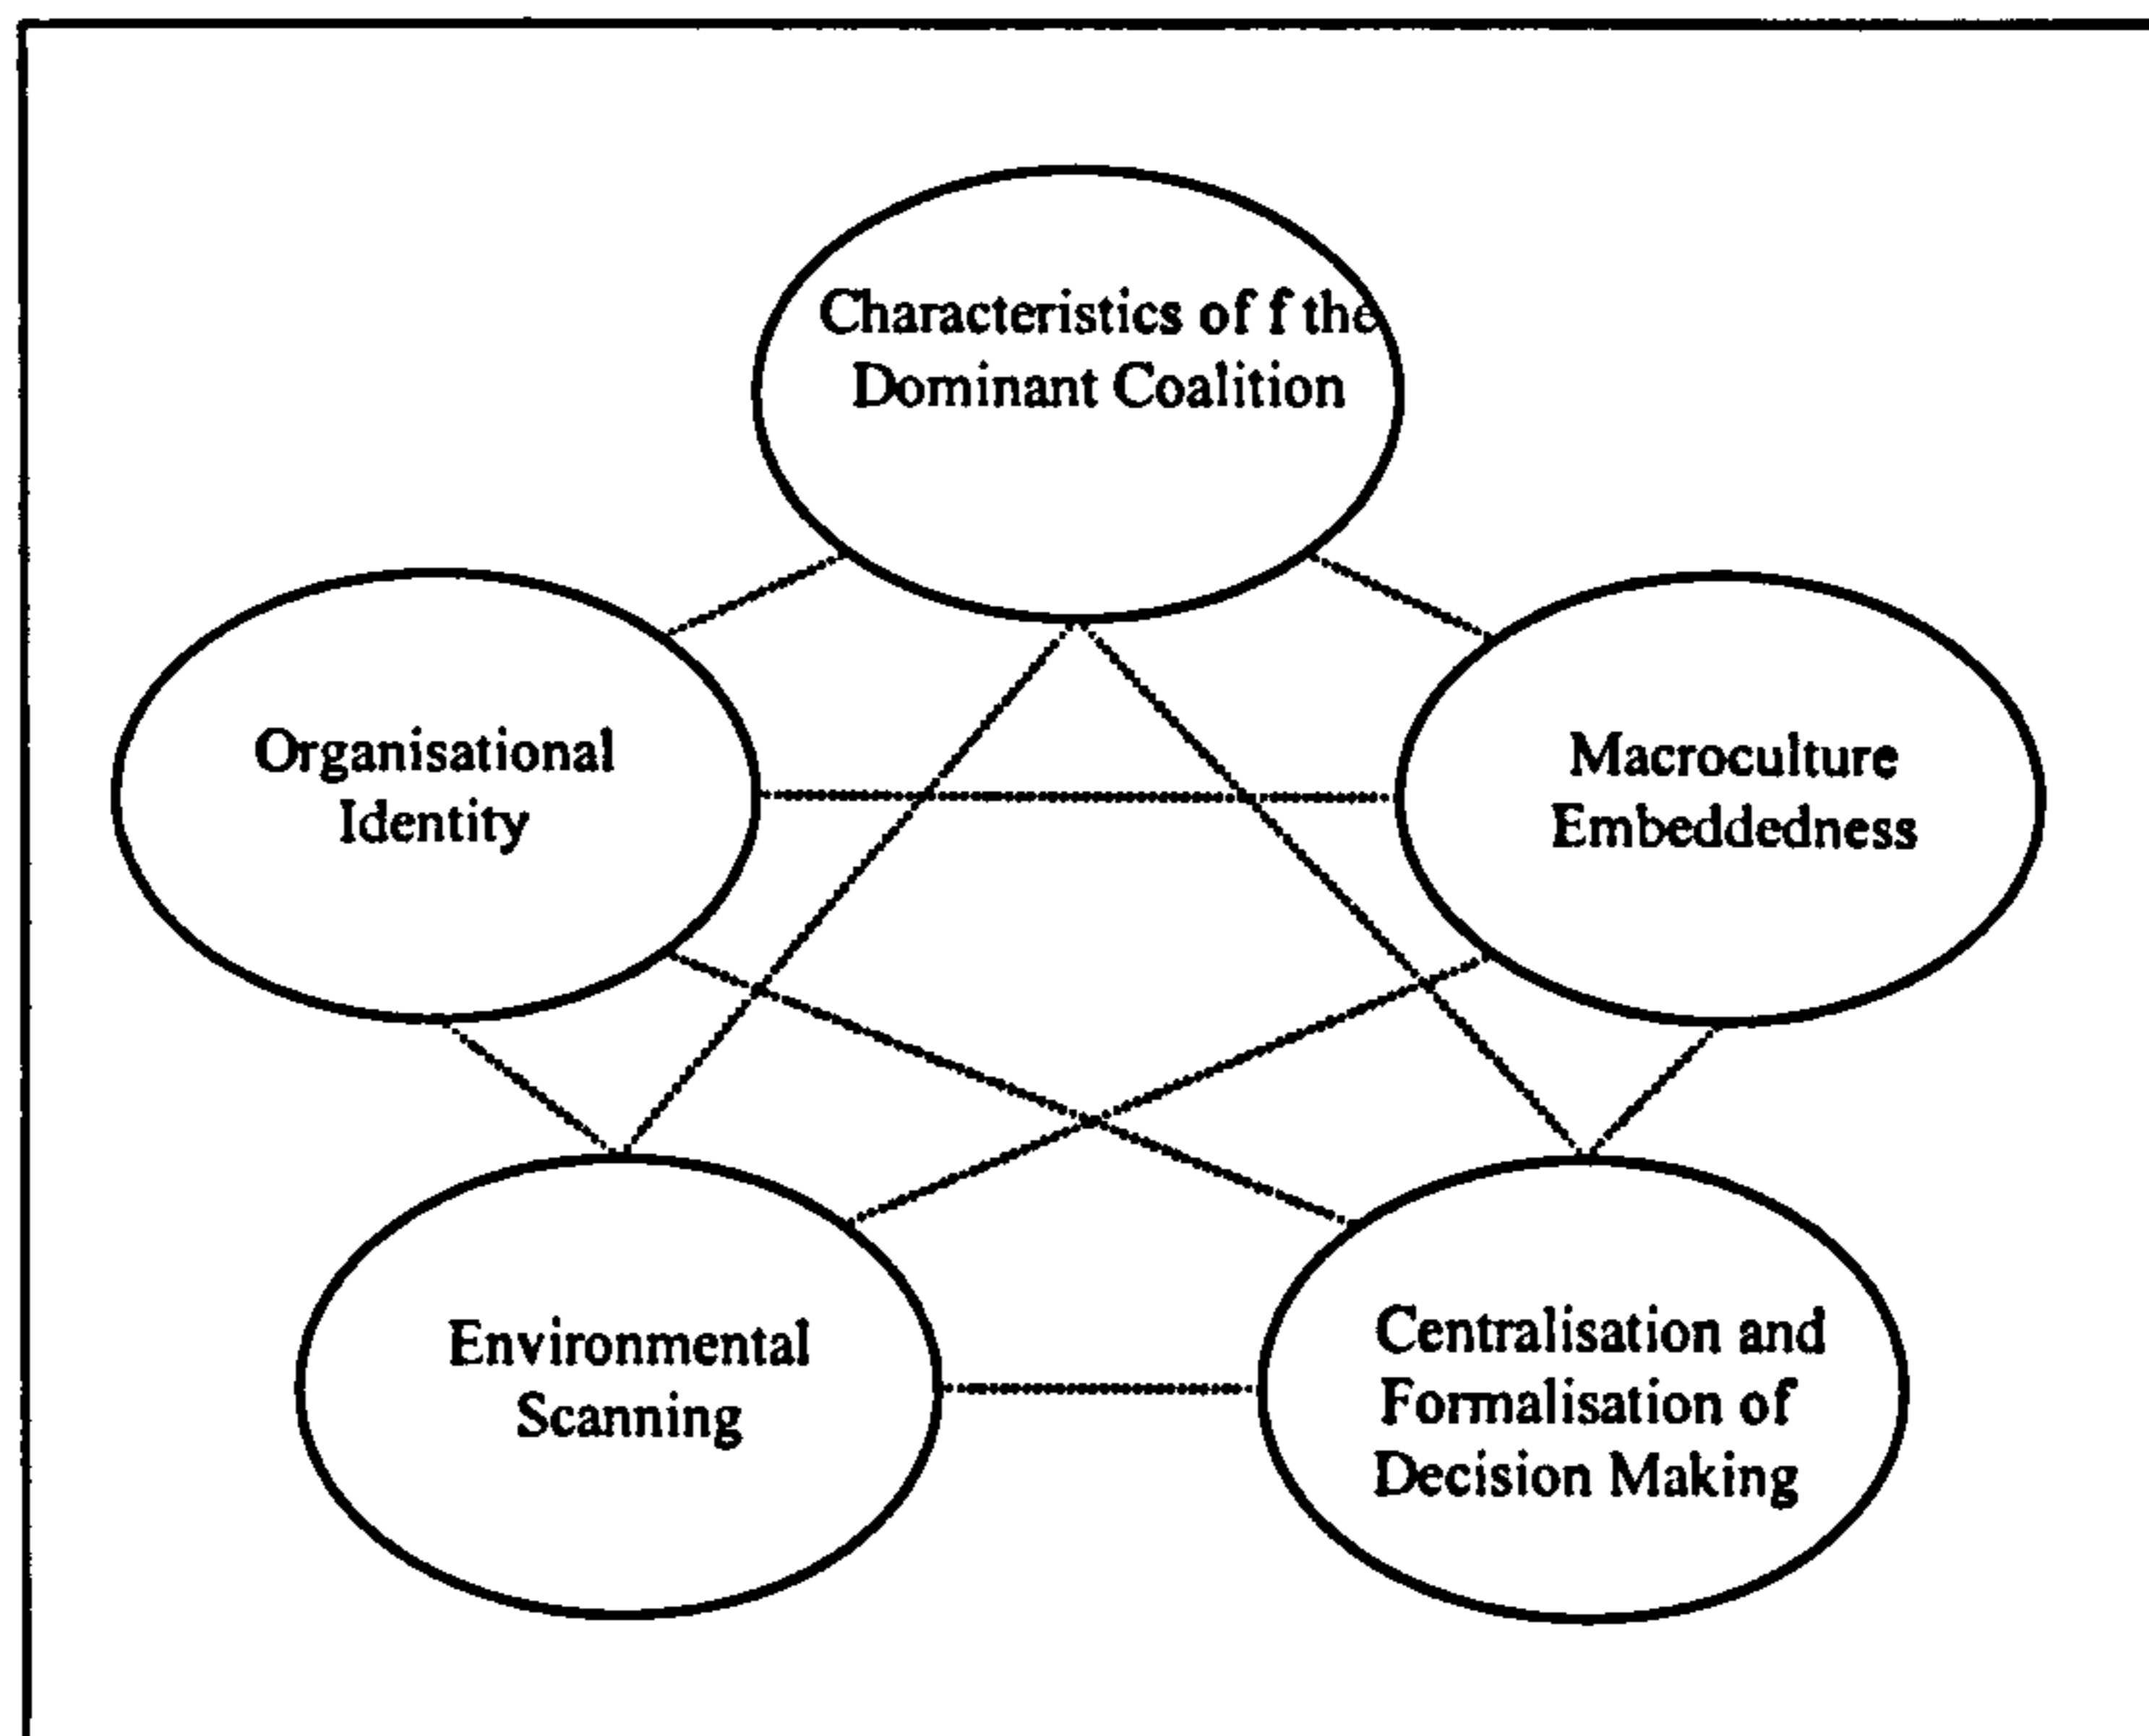 Characteristics of f the
Dominant Coalition
Organisational
Identity
Macroculture
Embeddedness
Environmental
Scanning
Centralisation and
Formalisation of
Decision Making